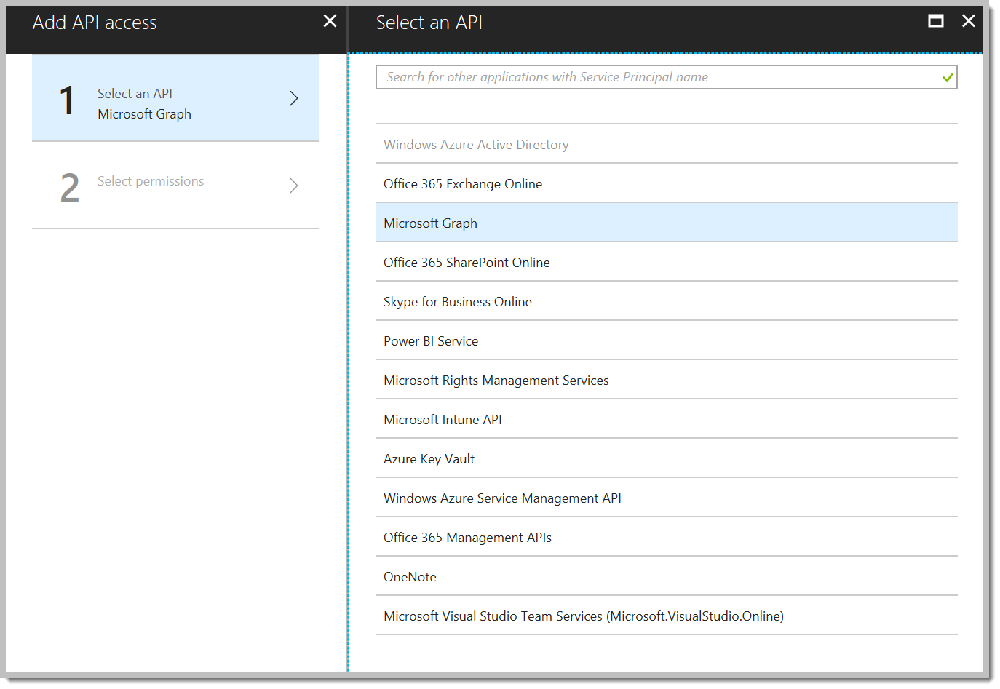 Add API access
1
Select an API
Microsoft Graph
2
Select permissions
Select an API
Search for other applications with Service Principal name
Windows Azure Active Directory
Office 365 Exchange Online
Microsoft Graph
Office 365 SharePoint Online
Skype for Business Online
Power BI Service
Microsoft Rights Management Services
Microsoft Intune API
Azure Key Vault
Windows Azure Service Management API
Office 365 Management APIs
OneNote
Microsoft Visual Studio Team Services (Microsoft.VisualStudio.Online)